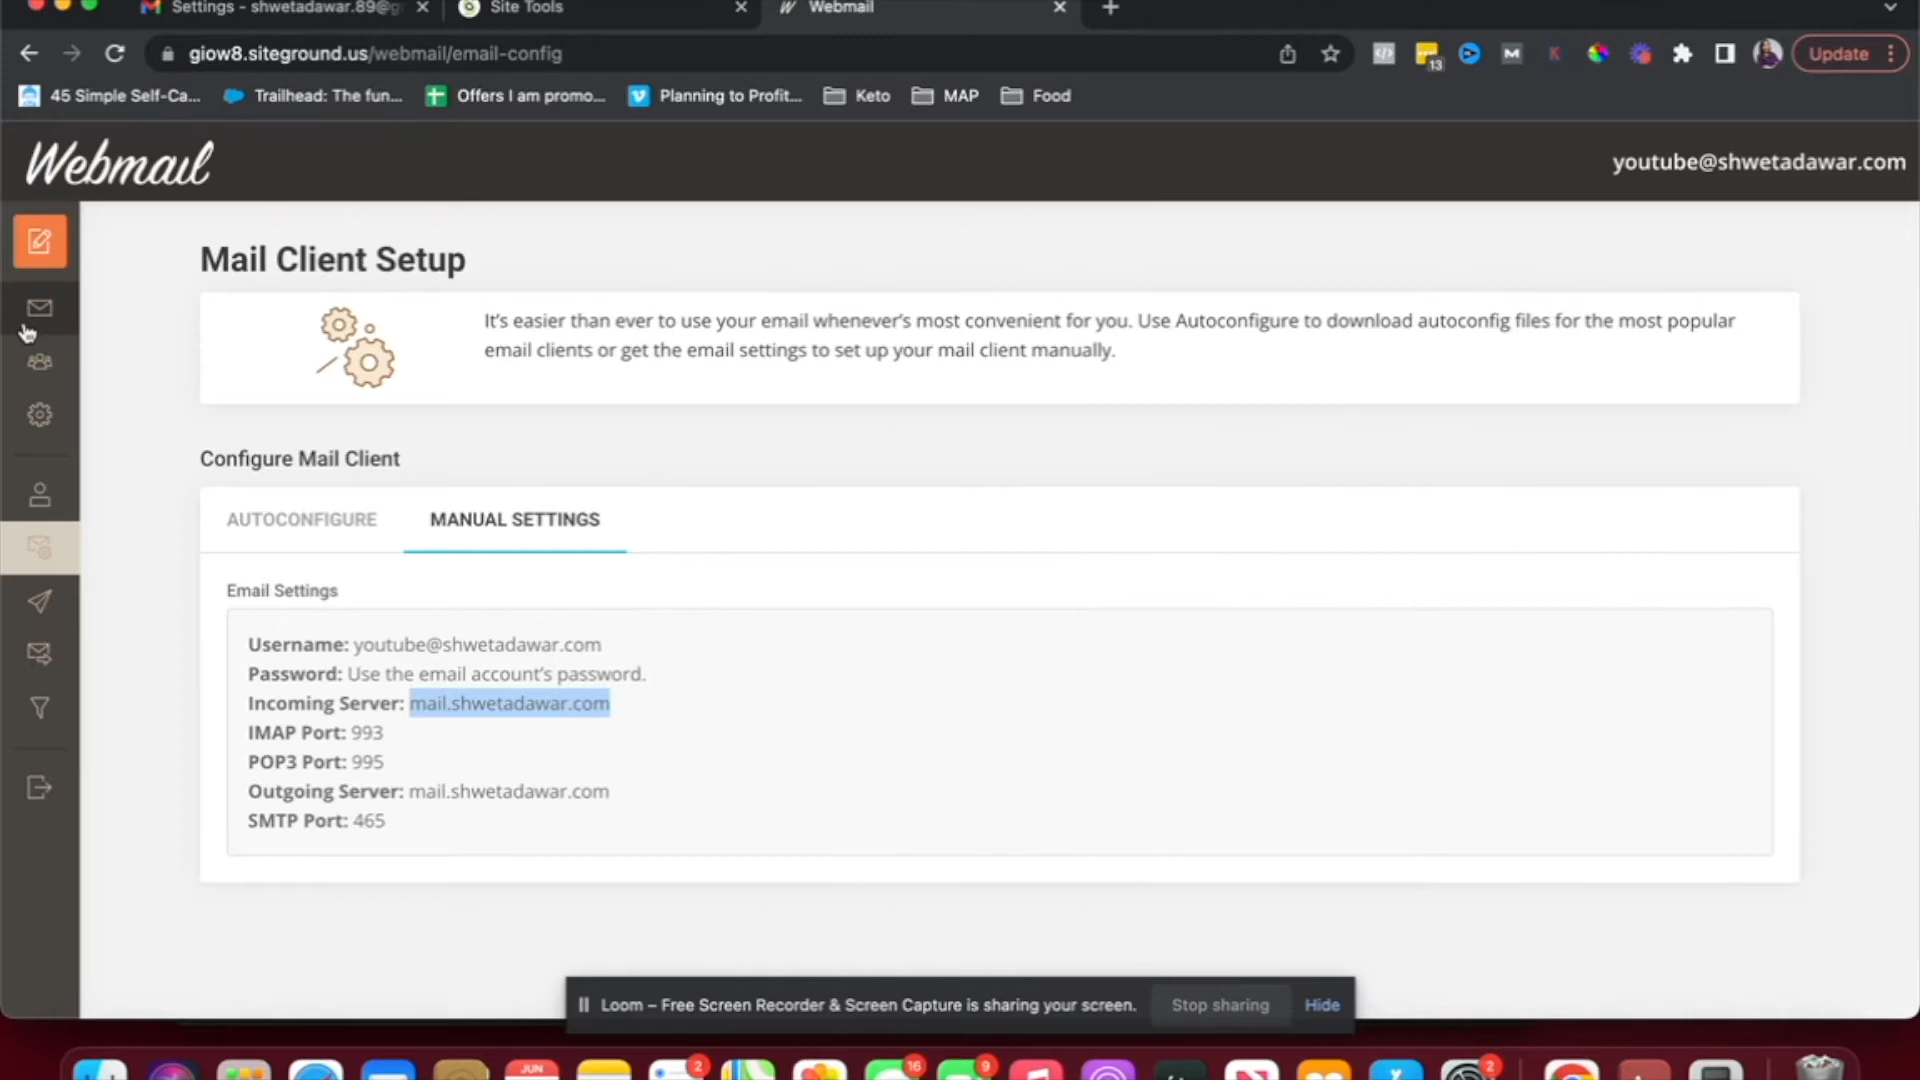 Settings - shwetadawar.89@g
Site Tools
Webmail
giow8.siteground.us/webmail/email-config
13
Update
45 Simple Self-Ca...
Trailhead: The fun...
Offers I am promo...
Planning to Profit...
Keto
MAP
Food
Webmail
youtube@shwetadawar.com
Mail Client Setup
It's easier than ever to use your email whenever's most convenient for you. Use Autoconfigure to download autoconfig files for the most popular
email clients or get the email settings to set up your mail client manually.
Configure Mail Client
AUTOCONFIGURE
MANUAL SETTINGS
Email Settings
Username: youtube@shwetadawar.com
Password: Use the email account's password.
Incoming Server: mail.shwetadawar.com
IMAP Port: 993
POP3 Port: 995
Outgoing Server: mail.shwetadawar.com
SMTP Port: 465
Loom – Free Screen Recorder & Screen Capture is sharing your screen.
Stop sharing
Hide
JUN
2
16
9
2